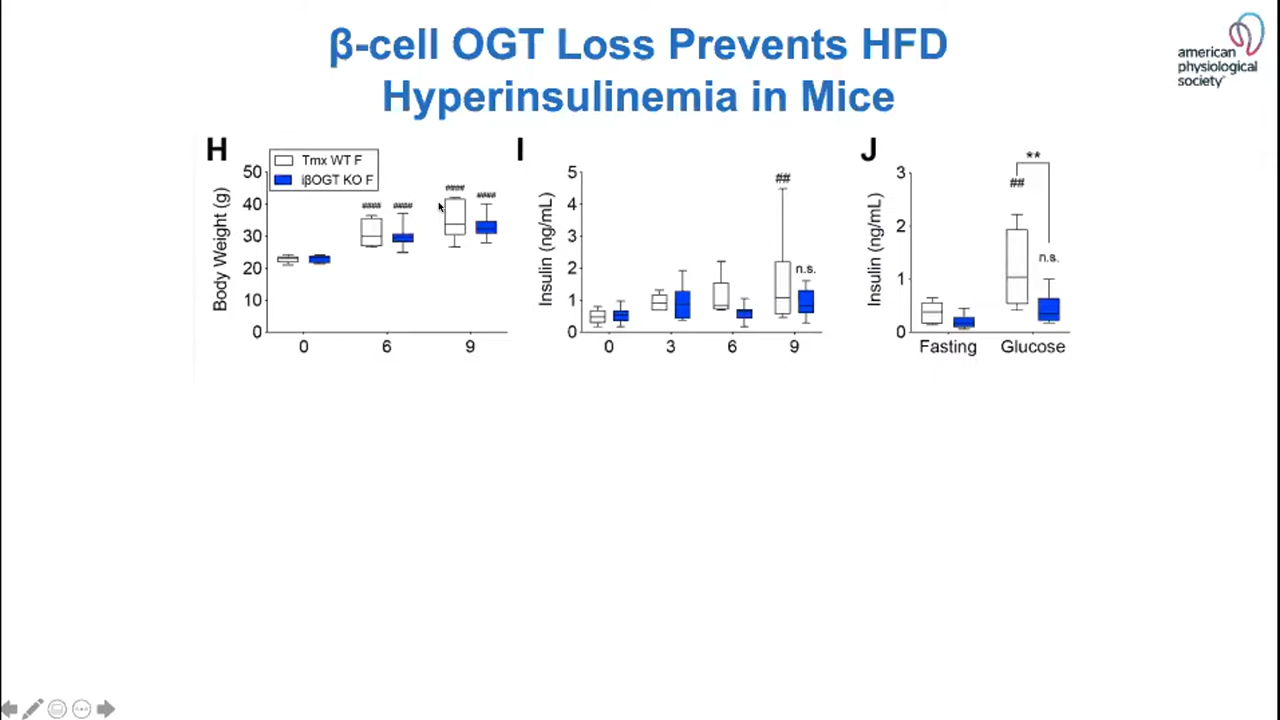 β-cell OGT Loss Prevents HFD
Hyperinsulinemia in Mice
american
physiological
society
H
Tmx WT F
iβOGT KO F
Body Weight (g)
50
40
30
20
10
0
####
####
####
####
0
6
9
I
Insulin (ng/mL)
5
4
3
2
1
0
##
n.s.
0
3
6
9
J
Insulin (ng/mL)
3
2
1
0
**
##
n.s.
Fasting
Glucose